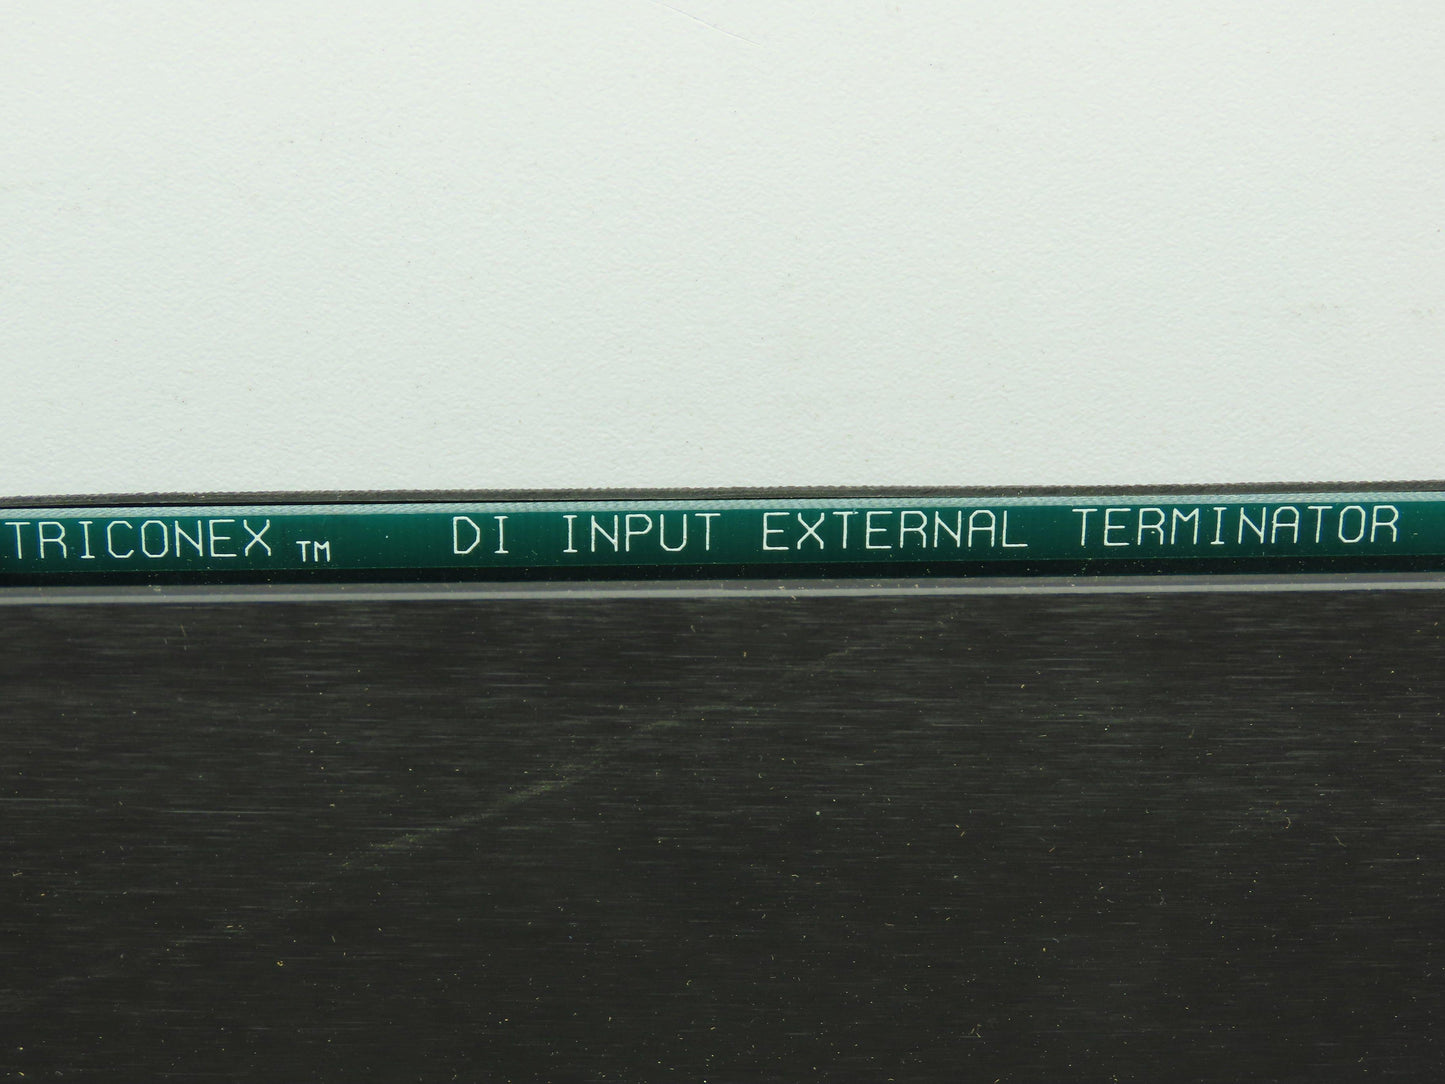 TRICONEX TM DI INPUT EXTERNAL TERMINATOR